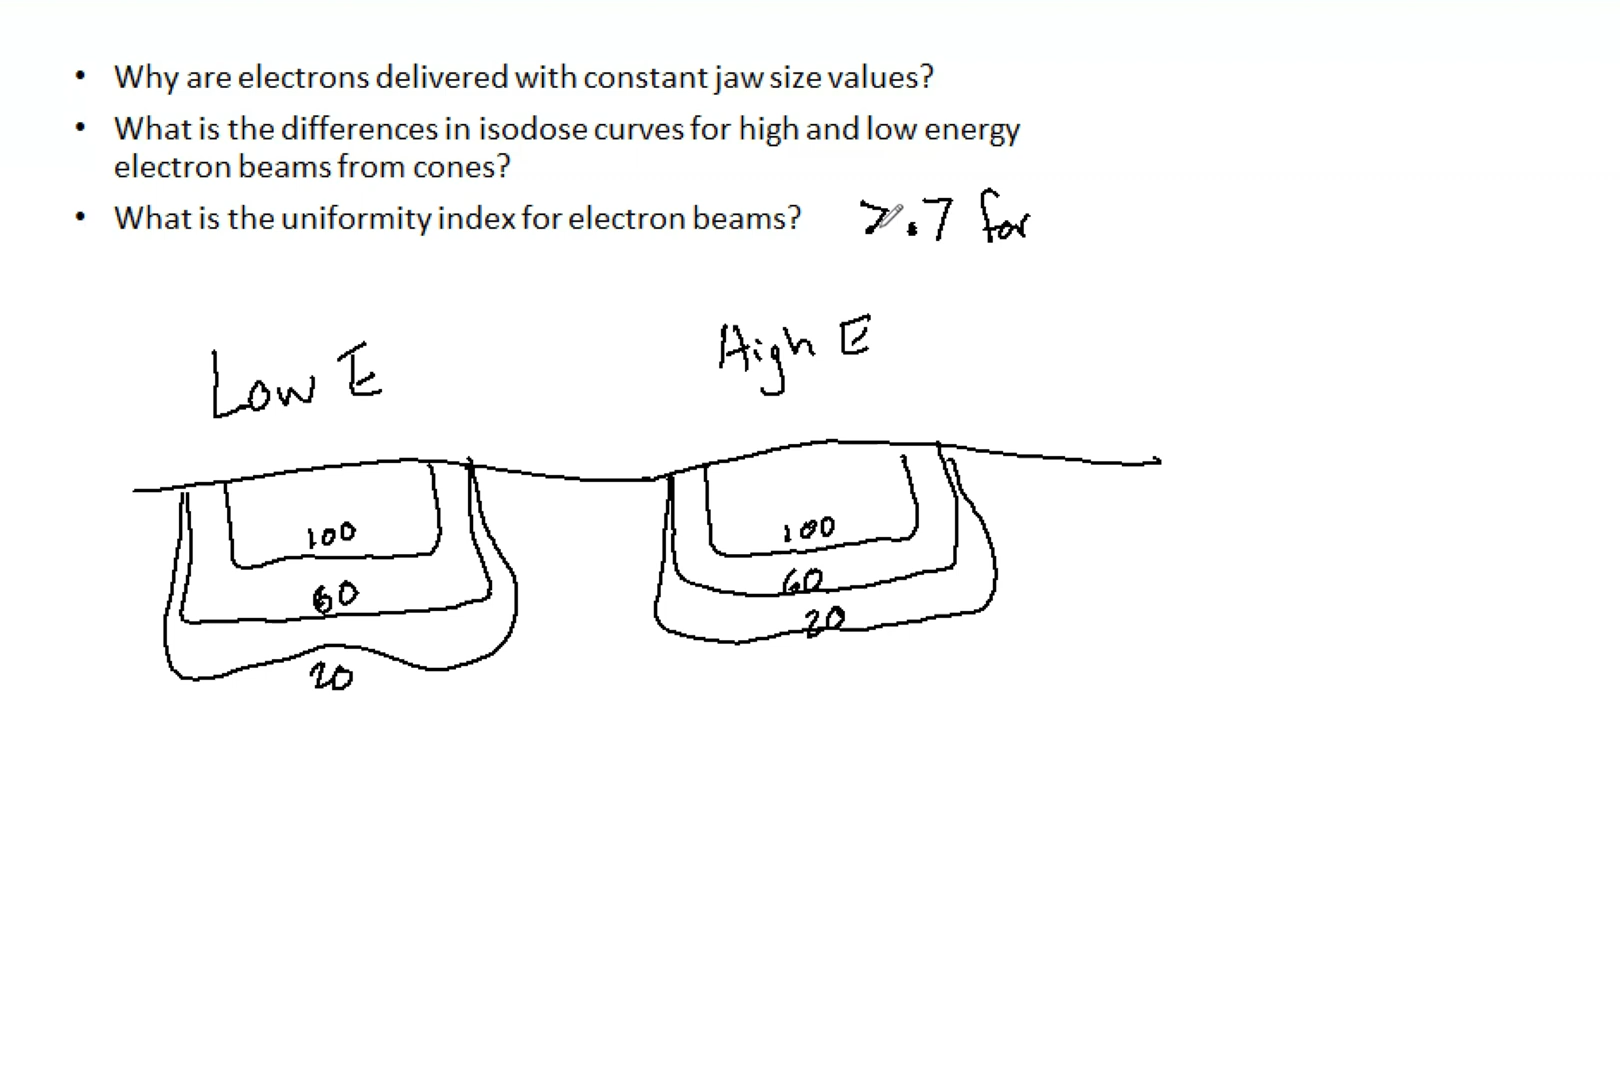 • Why are electrons delivered with constant jaw size values?
• What is the differences in isodose curves for high and low energy
electron beams from cones?
• What is the uniformity index for electron beams? >.7 for
Low E
High E
100
60
20
100
60
20